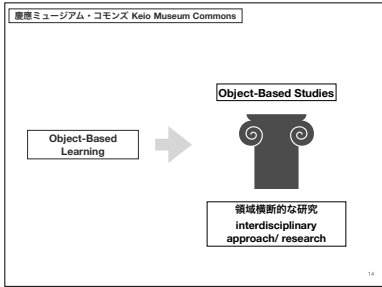 慶應ミュージアム・コモンズ Keio Museum Commons
Object-Based Studies
Object-Based
Learning
領域横断的な研究
interdisciplinary
approach/ research
14